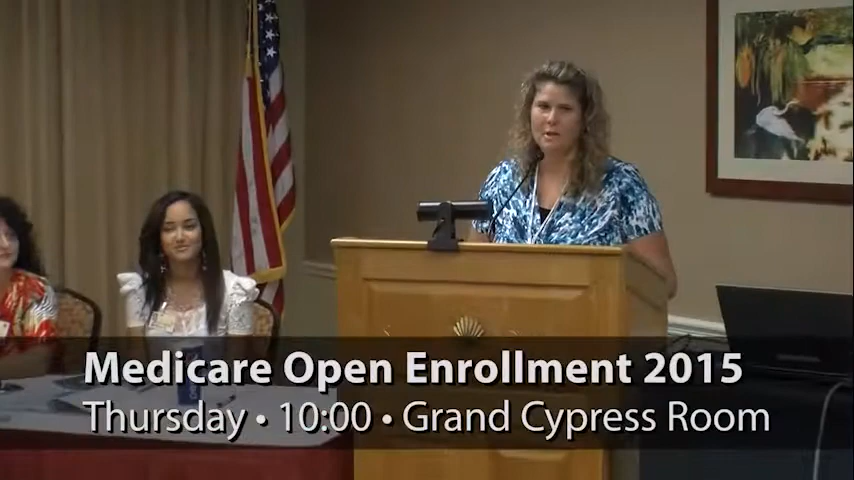 Medicare Open Enrollment 2015
Thursday • 10:00 • Grand Cypress Room